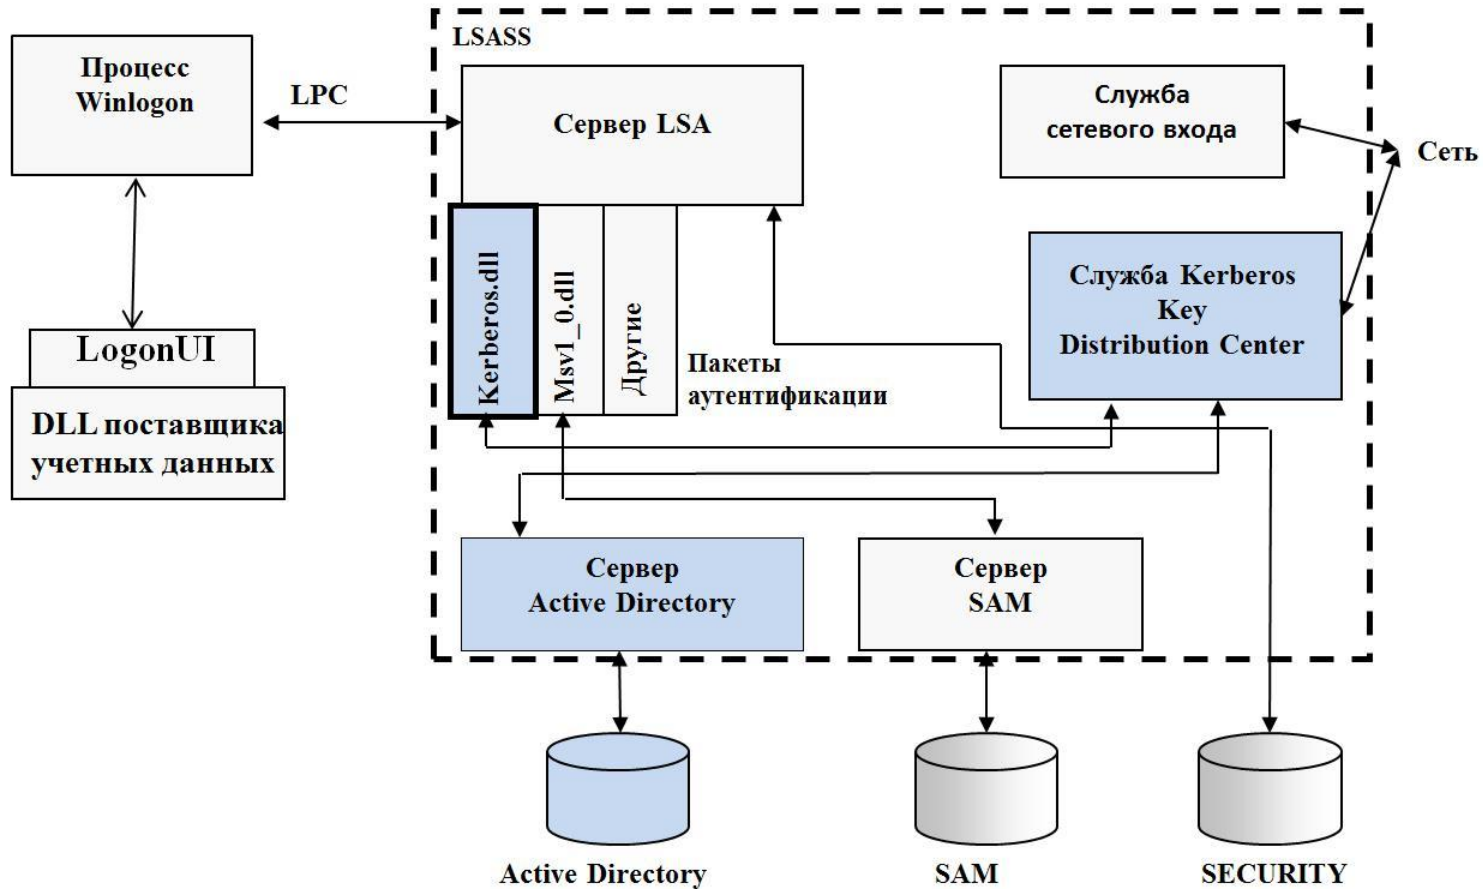 LSASS
Процесс
Winlogon
LPC
Сервер LSA
Служба
сетевого входа
Сеть
Kerberos.dll
Msv1_0.dll
Другие
Пакеты
аутентификации
Служба Kerberos
Key
Distribution Center
LogonUI
DLL поставщика
учетных данных
Сервер
Active Directory
Сервер
SAM
Active Directory
SAM
SECURITY